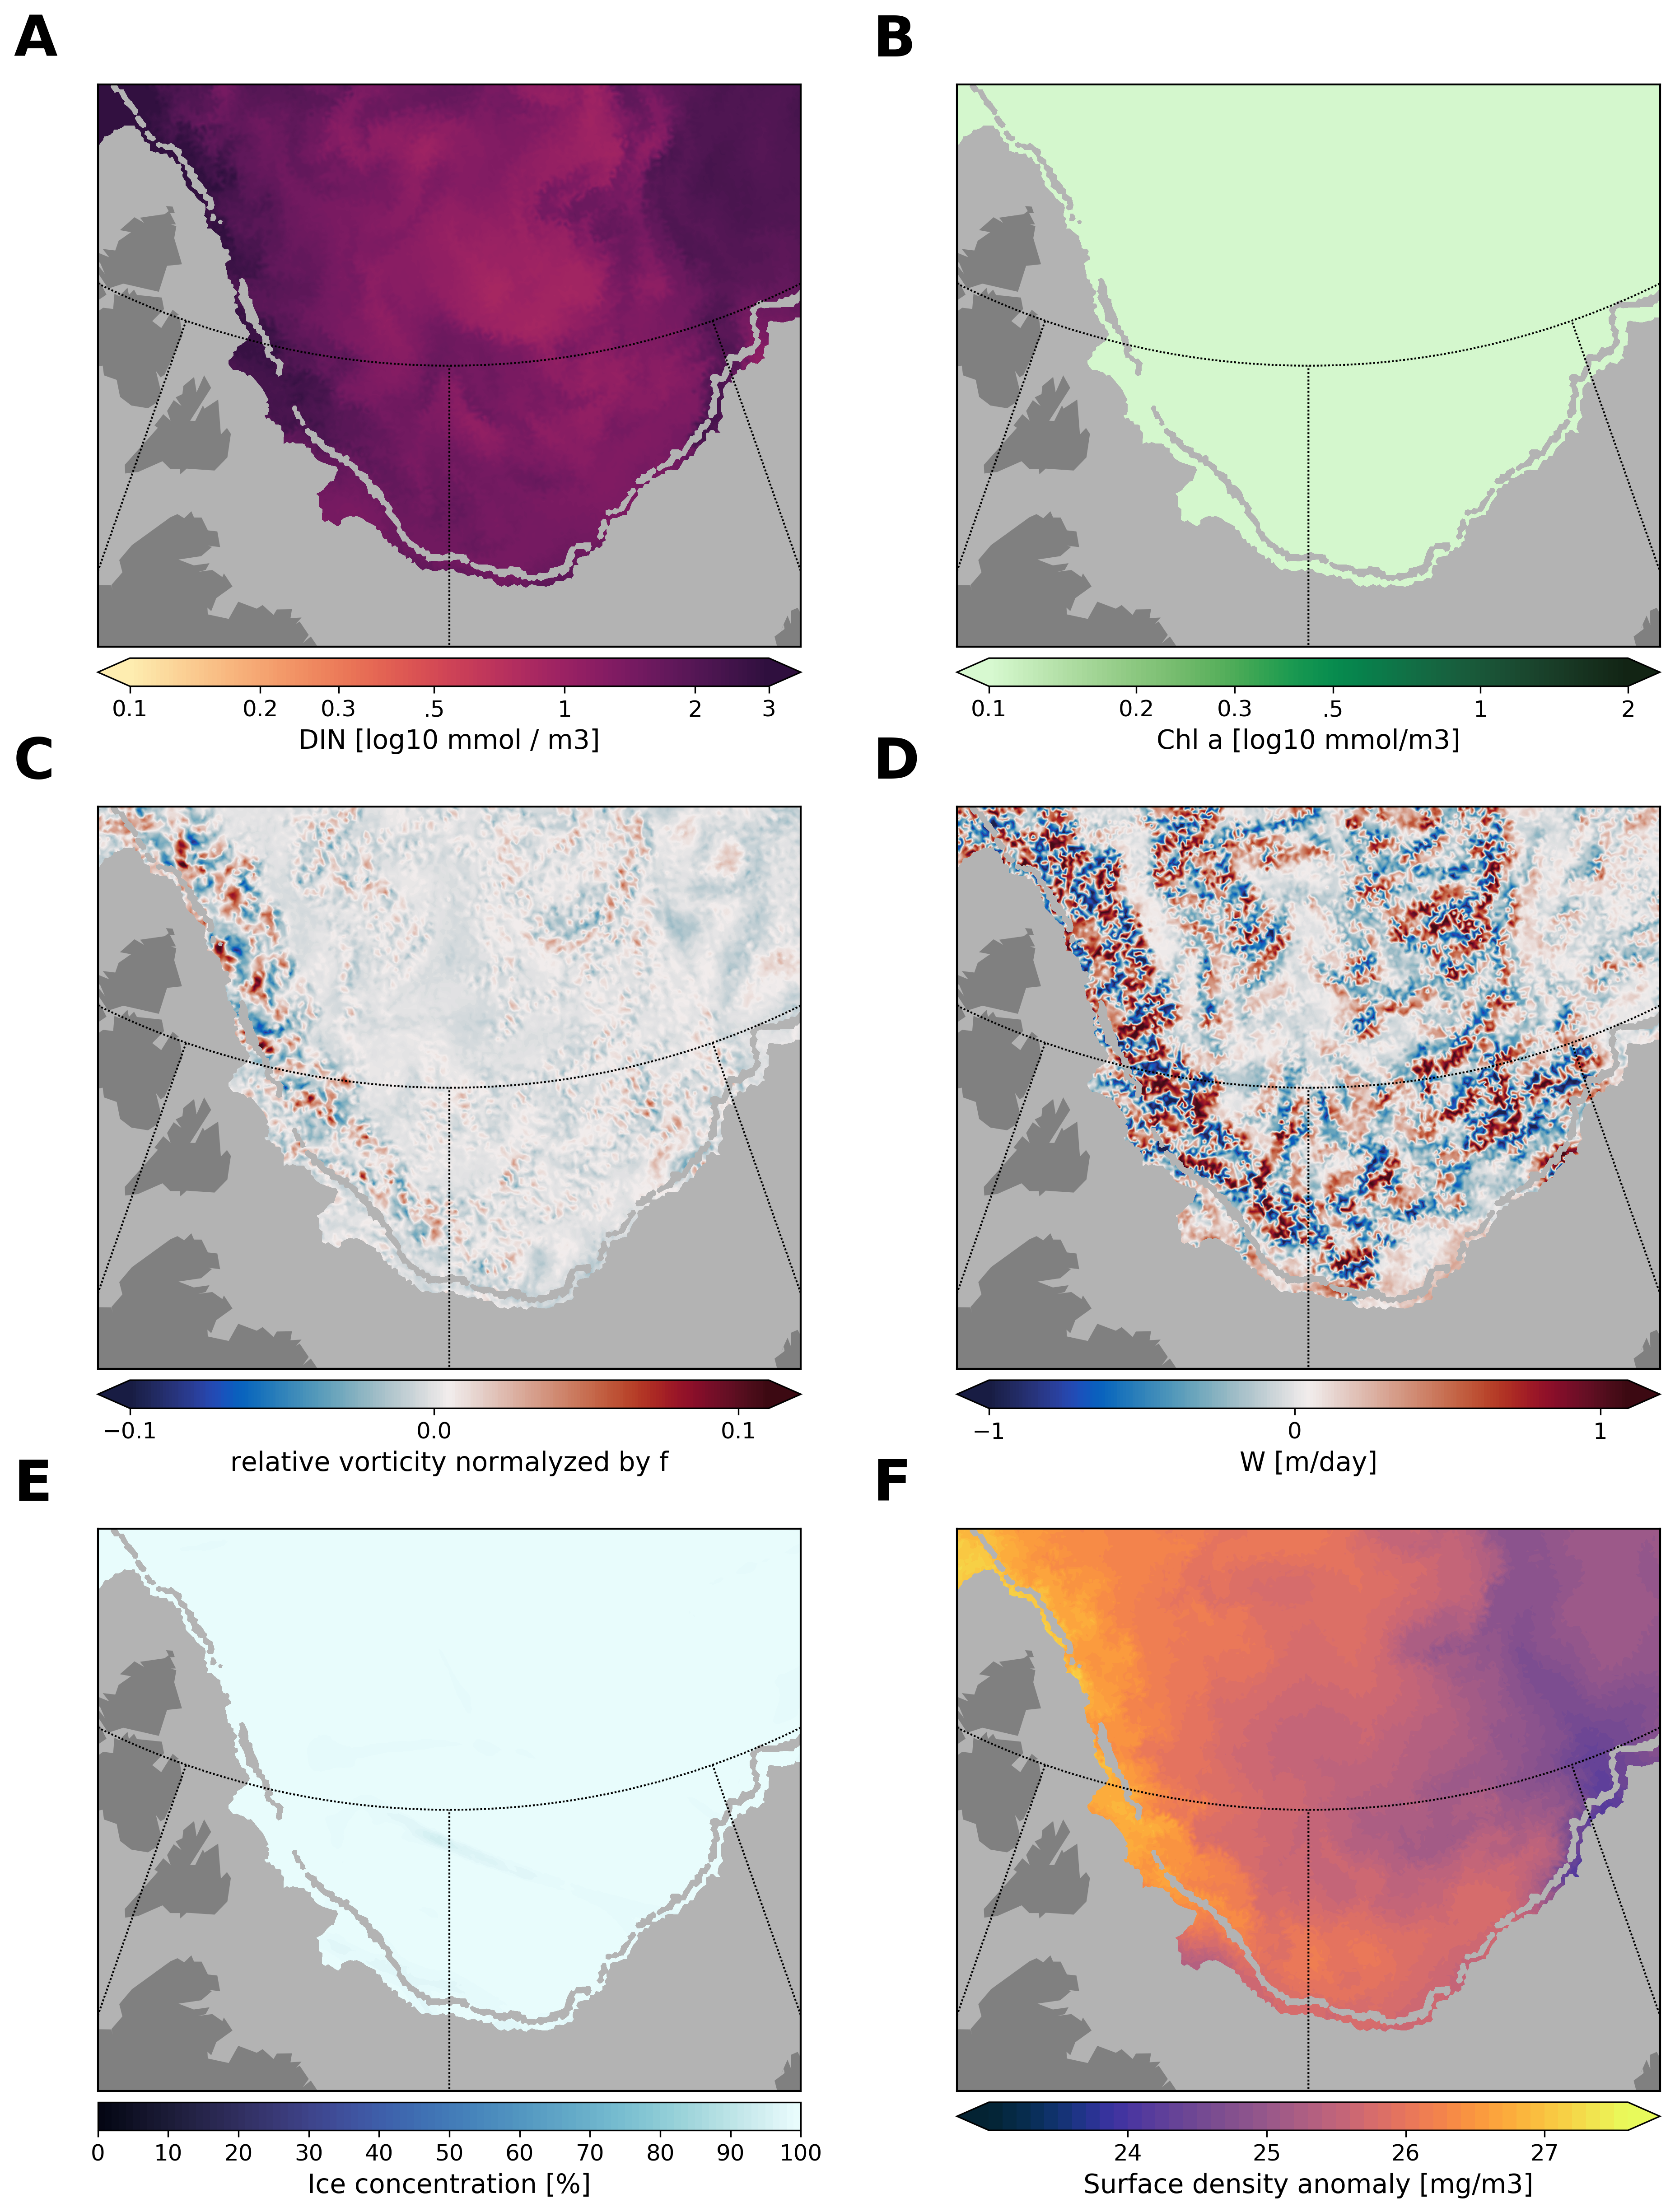 A
B
0.1 0.2 0.3 .5 1 2 3
DIN [log10 mmol / m3]
0.1 0.2 0.3 .5 1 2
Chl a [log10 mmol/m3]
C
D
−0.1 0.0 0.1
relative vorticity normalyzed by f
−1 0 1
W [m/day]
E
F
0 10 20 30 40 50 60 70 80 90 100
Ice concentration [%]
24 25 26 27
Surface density anomaly [mg/m3]